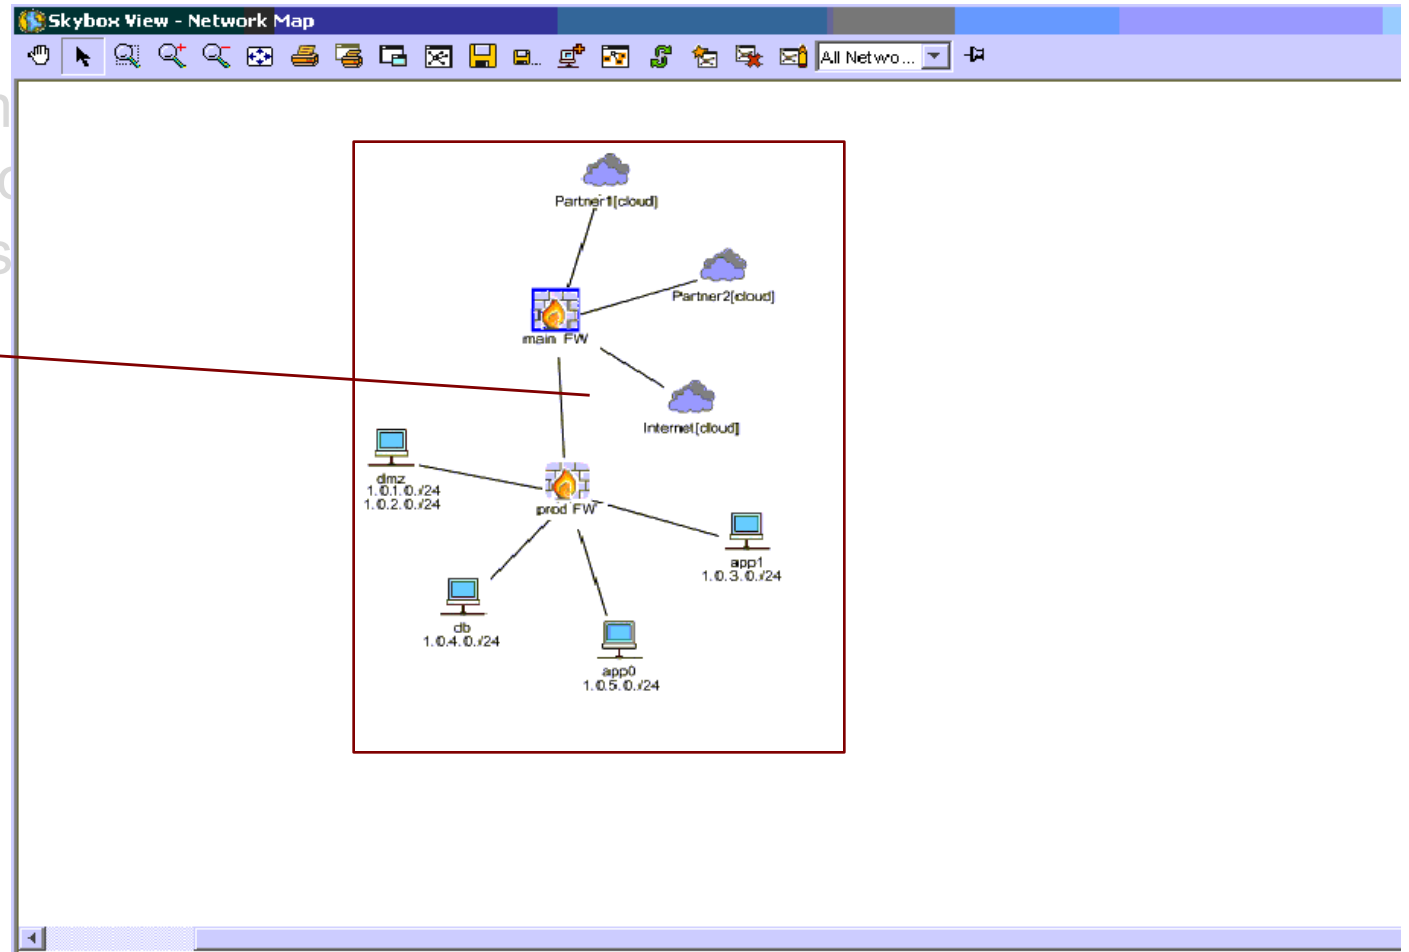 Skybox View - Network Map
All Netwo...
Partner1[cloud]
Partner2[cloud]
main FW
Internet[cloud]
dmz
1.0.1.0/24
1.0.2.0/24
prod FW
app1
1.0.3.0/24
db
1.0.4.0/24
app0
1.0.5.0/24